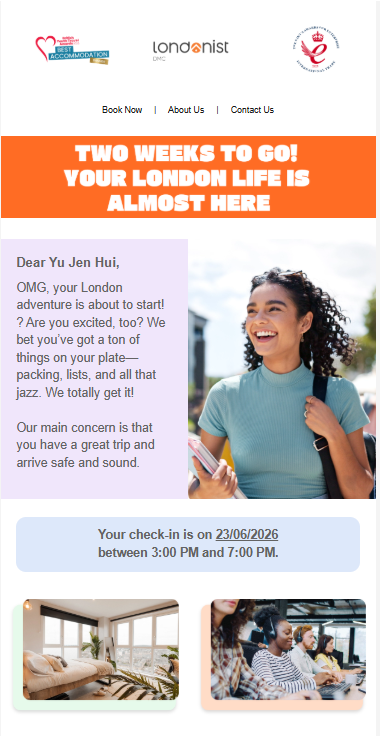 BEST
ACCOMMODATION
londonist
DMC
Book Now | About Us | Contact Us
TWO WEEKS TO GO!
YOUR LONDON LIFE IS
ALMOST HERE
Dear Yu Jen Hui,
OMG, your London
adventure is about to start!
? Are you excited, too? We
bet you've got a ton of
things on your plate—
packing, lists, and all that
jazz. We totally get it!
Our main concern is that
you have a great trip and
arrive safe and sound.
Your check-in is on 23/06/2026
between 3:00 PM and 7:00 PM.